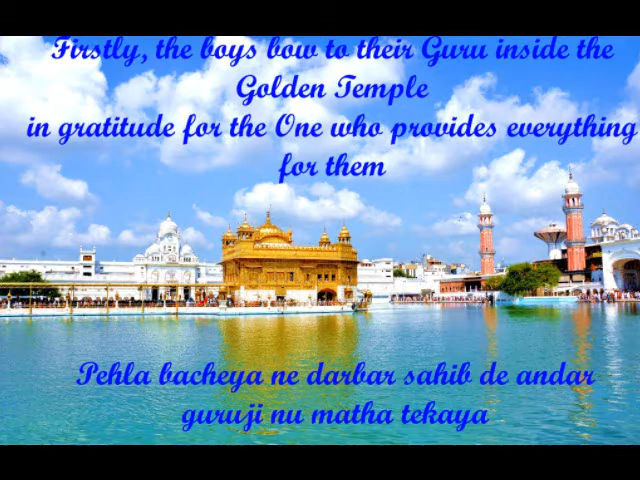 Firstly, the boys bow to their Guru inside the
Golden Temple
in gratitude for the One who provides everything
for them
Pehla bacheya ne darbar sahib de andar
guruji nu matha tekaya